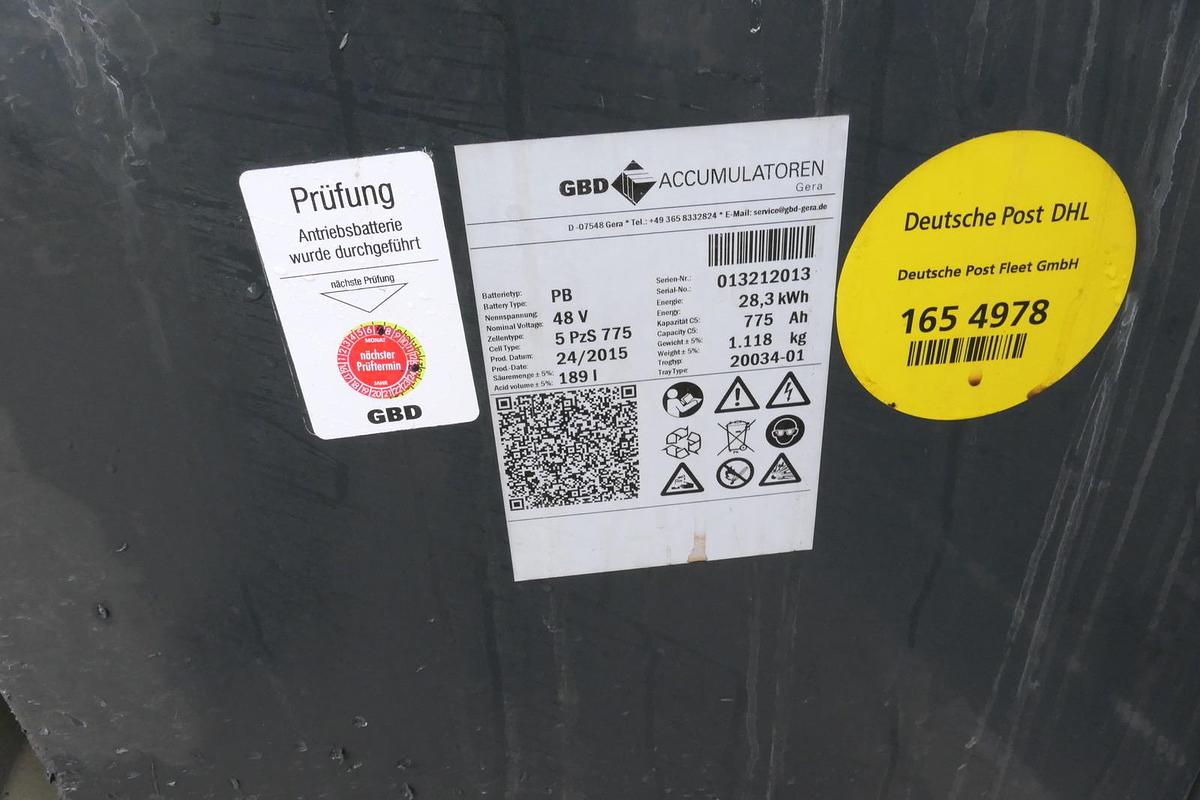 Prüfung
Antriebsbatterie
wurde durchgeführt
nächste Prüfung
MONAT
nächster
Prüftermin
JAHR
GBD
GBD ACCUMULATOREN
Gera
D -07548 Gera * Tel.: +49 365 8332824 * E-Mail: service@gbd-gera.de
Batterietyp: PB
Battery Type:
Nennspannung: 48 V
Nominal Voltage:
Zellentype: 5 PzS 775
Cell Type:
Prod. Datum: 24/2015
Prod.-Date:
Säuremenge ± 5%: 189 l
Acid volume ± 5%:
Serien-Nr.: 013212013
Serial-No.:
Energie: 28,3 kWh
Energy:
Kapazität C5: 775 Ah
Capacity C5:
Gewicht ± 5%: 1.118 kg
Weight ± 5%:
Trogtyp: 20034-01
Tray Type:
Deutsche Post DHL
Deutsche Post Fleet GmbH
165 4978